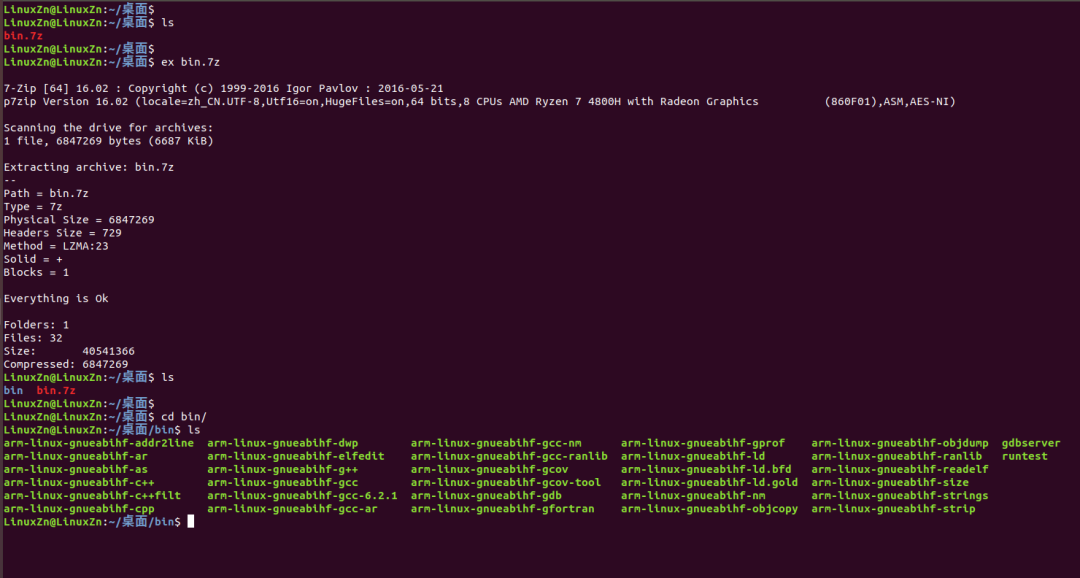 LinuxZn@LinuxZn:~/桌面$
LinuxZn@LinuxZn:~/桌面$ ls
bin.7z
LinuxZn@LinuxZn:~/桌面$
LinuxZn@LinuxZn:~/桌面$ ex bin.7z
7-Zip [64] 16.02 : Copyright (c) 1999-2016 Igor Pavlov : 2016-05-21
p7zip Version 16.02 (locale=zh_CN.UTF-8,Utf16=on,HugeFiles=on,64 bits,8 CPUs AMD Ryzen 7 4800H with Radeon Graphics          (860F01),ASM,AES-NI)
Scanning the drive for archives:
1 file, 6847269 bytes (6687 KiB)
Extracting archive: bin.7z
--
Path = bin.7z
Type = 7z
Physical Size = 6847269
Headers Size = 729
Method = LZMA:23
Solid = +
Blocks = 1
Everything is Ok
Folders: 1
Files: 32
Size:       40541366
Compressed: 6847269
LinuxZn@LinuxZn:~/桌面$ ls
bin  bin.7z
LinuxZn@LinuxZn:~/桌面$
LinuxZn@LinuxZn:~/桌面$ cd bin/
LinuxZn@LinuxZn:~/桌面/bin$ ls
arm-linux-gnueabihf-addr2line  arm-linux-gnueabihf-dwp        arm-linux-gnueabihf-gcc-nm      arm-linux-gnueabihf-gprof    arm-linux-gnueabihf-objdump  gdbserver
arm-linux-gnueabihf-ar         arm-linux-gnueabihf-elfedit    arm-linux-gnueabihf-gcc-ranlib  arm-linux-gnueabihf-ld       arm-linux-gnueabihf-ranlib   runtest
arm-linux-gnueabihf-as         arm-linux-gnueabihf-g++        arm-linux-gnueabihf-gcov        arm-linux-gnueabihf-ld.bfd   arm-linux-gnueabihf-readelf
arm-linux-gnueabihf-c++        arm-linux-gnueabihf-gcc        arm-linux-gnueabihf-gcov-tool   arm-linux-gnueabihf-ld.gold  arm-linux-gnueabihf-size
arm-linux-gnueabihf-c++filt    arm-linux-gnueabihf-gcc-6.2.1  arm-linux-gnueabihf-gdb         arm-linux-gnueabihf-nm       arm-linux-gnueabihf-strings
arm-linux-gnueabihf-cpp        arm-linux-gnueabihf-gcc-ar     arm-linux-gnueabihf-gfortran    arm-linux-gnueabihf-objcopy  arm-linux-gnueabihf-strip
LinuxZn@LinuxZn:~/桌面/bin$